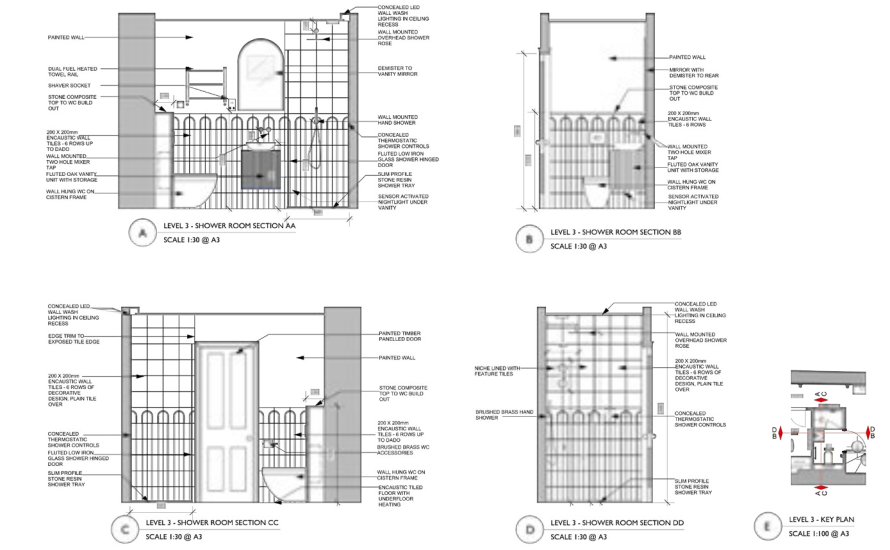 CONCEALED LED
WALL WASH
LIGHTING IN CEILING
RECESS
PAINTED WALL
WALL MOUNTED
OVERHEAD SHOWER
ROSE
DUAL FUEL HEATED
TOWEL RAIL
DEMISTER TO
VANITY MIRROR
SHAVER SOCKET
STONE COMPOSITE
TOP TO WC BUILD
OUT
WALL MOUNTED
HAND SHOWER
200 X 200mm
ENCAUSTIC WALL
TILES - 6 ROWS UP
TO DADO
CONCEALED
THERMOSTATIC
SHOWER CONTROLS
WALL MOUNTED
TWO HOLE MIXER
TAP
FLUTED LOW IRON
GLASS SHOWER HINGED
DOOR
FLUTED OAK VANITY
UNIT WITH STORAGE
SLIM PROFILE
STONE RESIN
SHOWER TRAY
WALL HUNG WC ON
CISTERN FRAME
SENSOR ACTIVATED
NIGHTLIGHT UNDER
VANITY
A
LEVEL 3 - SHOWER ROOM SECTION AA
SCALE 1:30 @ A3
PAINTED WALL
MIRROR WITH
DEMISTER TO REAR
STONE COMPOSITE
TOP TO WC BUILD
OUT
200 X 200mm
ENCAUSTIC WALL
TILES - 6 ROWS
WALL MOUNTED
TWO HOLE MIXER
TAP
FLUTED OAK VANITY
UNIT WITH STORAGE
WALL HUNG WC ON
CISTERN FRAME
SENSOR ACTIVATED
NIGHTLIGHT UNDER
VANITY
B
LEVEL 3 - SHOWER ROOM SECTION BB
SCALE 1:30 @ A3
CONCEALED LED
WALL WASH
LIGHTING IN CEILING
RECESS
EDGE TRIM TO
EXPOSED TILE EDGE
PAINTED TIMBER
PANELLED DOOR
PAINTED WALL
200 X 200mm
ENCAUSTIC WALL
TILES - 6 ROWS OF
DECORATIVE
DESIGN, PLAIN TILE
OVER
STONE COMPOSITE
TOP TO WC BUILD
OUT
200 X 200mm
ENCAUSTIC WALL
TILES - 6 ROWS UP
TO DADO
CONCEALED
THERMOSTATIC
SHOWER CONTROLS
BRUSHED BRASS WC
ACCESSORIES
FLUTED LOW IRON
GLASS SHOWER HINGED
DOOR
WALL HUNG WC ON
CISTERN FRAME
SLIM PROFILE
STONE RESIN
SHOWER TRAY
ENCAUSTIC TILED
FLOOR WITH
UNDERFLOOR
HEATING
C
LEVEL 3 - SHOWER ROOM SECTION CC
SCALE 1:30 @ A3
CONCEALED LED
WALL WASH
LIGHTING IN CEILING
RECESS
WALL MOUNTED
OVERHEAD SHOWER
ROSE
NICHE LINED WITH
FEATURE TILES
200 X 200mm
ENCAUSTIC WALL
TILES - 6 ROWS OF
DECORATIVE
DESIGN, PLAIN TILE
OVER
BRUSHED BRASS HAND
SHOWER
CONCEALED
THERMOSTATIC
SHOWER CONTROLS
SLIM PROFILE
STONE RESIN
SHOWER TRAY
D
LEVEL 3 - SHOWER ROOM SECTION DD
SCALE 1:30 @ A3
A C
D
B
D
B
A C
E
LEVEL 3 - KEY PLAN
SCALE 1:100 @ A3